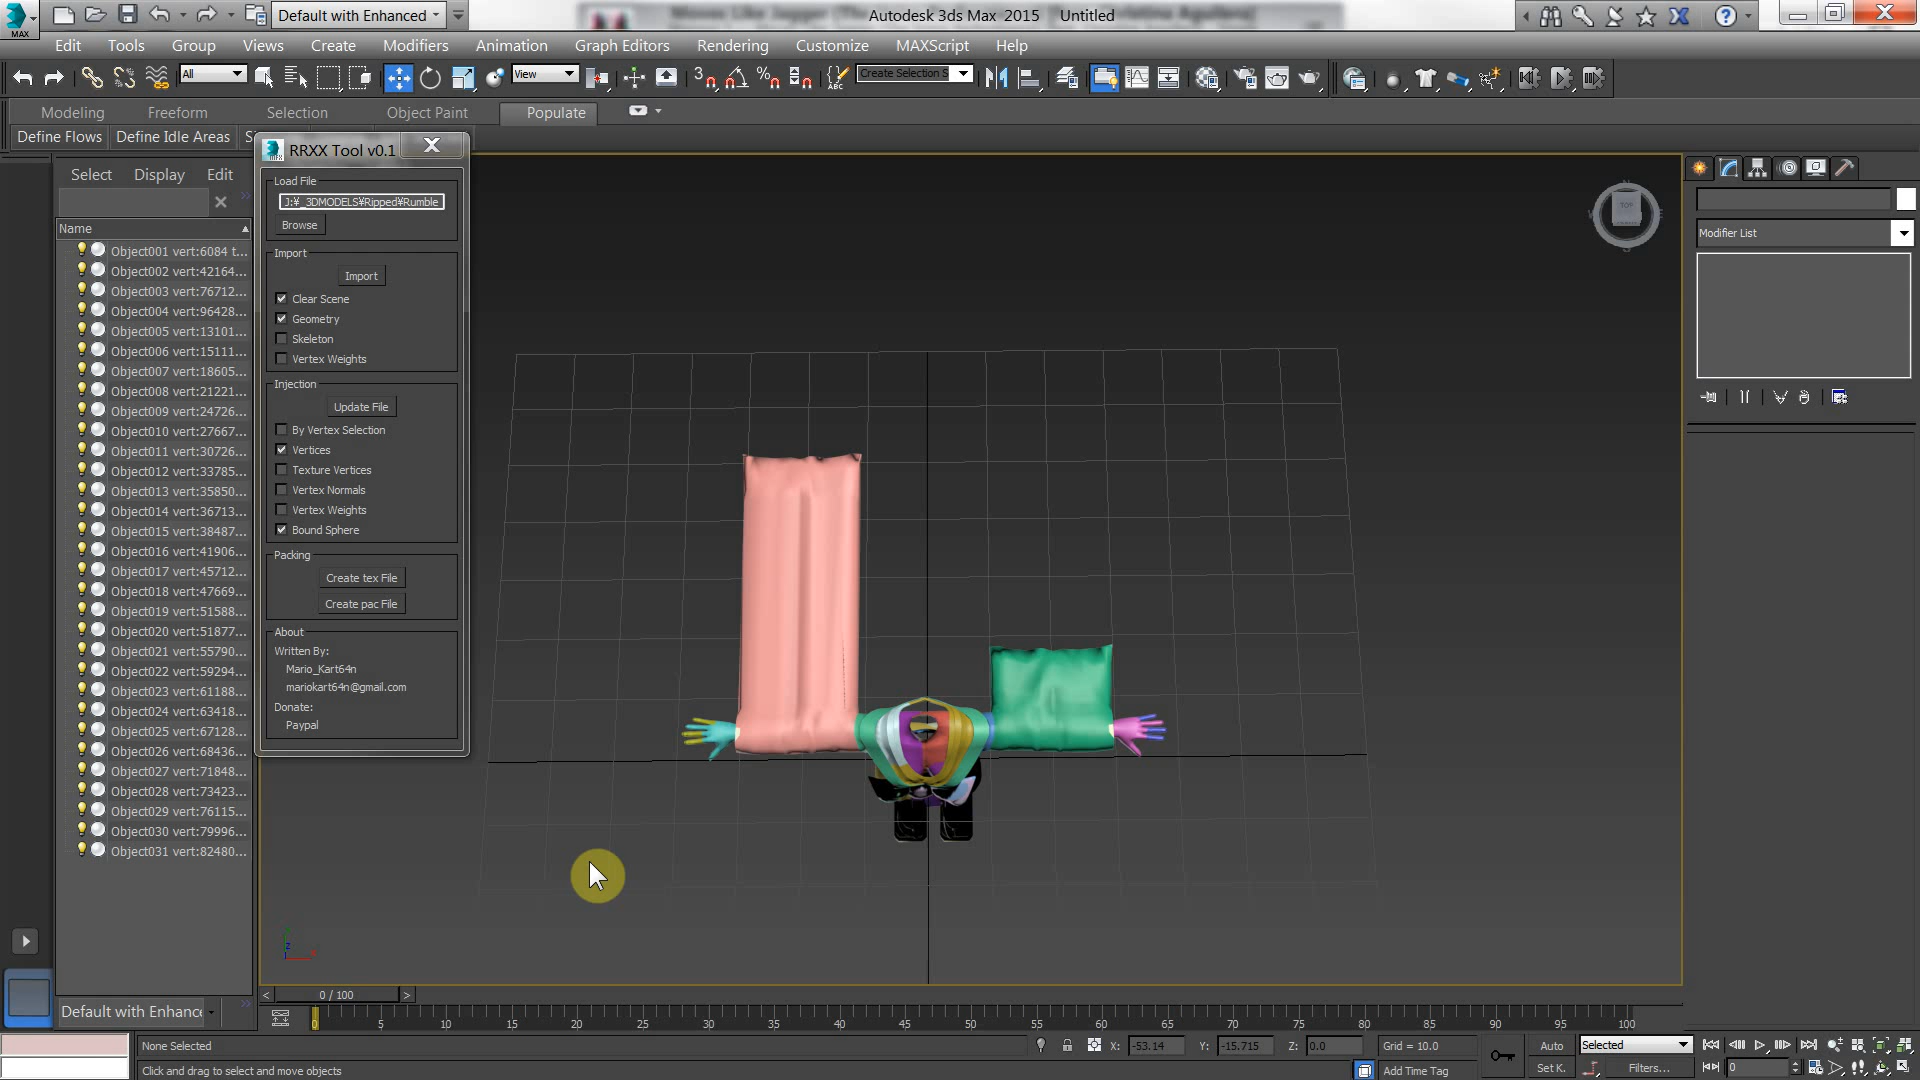 Default with Enhanced
Autodesk 3ds Max 2015 Untitled
MAX
Edit Tools Group Views Create Modifiers Animation Graph Editors Rendering Customize MAXScript Help
All
View
Create Selection S
Modeling Freeform Selection Object Paint Populate
Define Flows Define Idle Areas S
RRXX Tool v0.1
Select Display Edit
Name
Object001 vert:6084 t...
Object002 vert:42164...
Object003 vert:76712...
Object004 vert:96428...
Object005 vert:13101...
Object006 vert:15111...
Object007 vert:18605...
Object008 vert:21221...
Object009 vert:24726...
Object010 vert:27667...
Object011 vert:30726...
Object012 vert:33785...
Object013 vert:35850...
Object014 vert:36713...
Object015 vert:38487...
Object016 vert:41906...
Object017 vert:45712...
Object018 vert:47669...
Object019 vert:51588...
Object020 vert:51877...
Object021 vert:55790...
Object022 vert:59294...
Object023 vert:61188...
Object024 vert:63418...
Object025 vert:67128...
Object026 vert:68436...
Object027 vert:71848...
Object028 vert:73423...
Object029 vert:76115...
Object030 vert:79996...
Object031 vert:82480...
Load File
J:¥_3DMODELS¥Ripped¥Rumble
Browse
Import
Import
Clear Scene
Geometry
Skeleton
Vertex Weights
Injection
Update File
By Vertex Selection
Vertices
Texture Vertices
Vertex Normals
Vertex Weights
Bound Sphere
Packing
Create tex File
Create pac File
About
Written By:
Mario_Kart64n
mariokart64n@gmail.com
Donate:
Paypal
TOP
Modifier List
z
Default with Enhance
< 0 / 100 >
0 5 10 15 20 25 30 35 40 45 50 55 60 65 70 75 80 85 90 95 100
None Selected
X: -53.14 Y: -15.715 Z: 0.0 Grid = 10.0
Auto Selected
Click and drag to select and move objects
Add Time Tag
Set K. Filters... 0